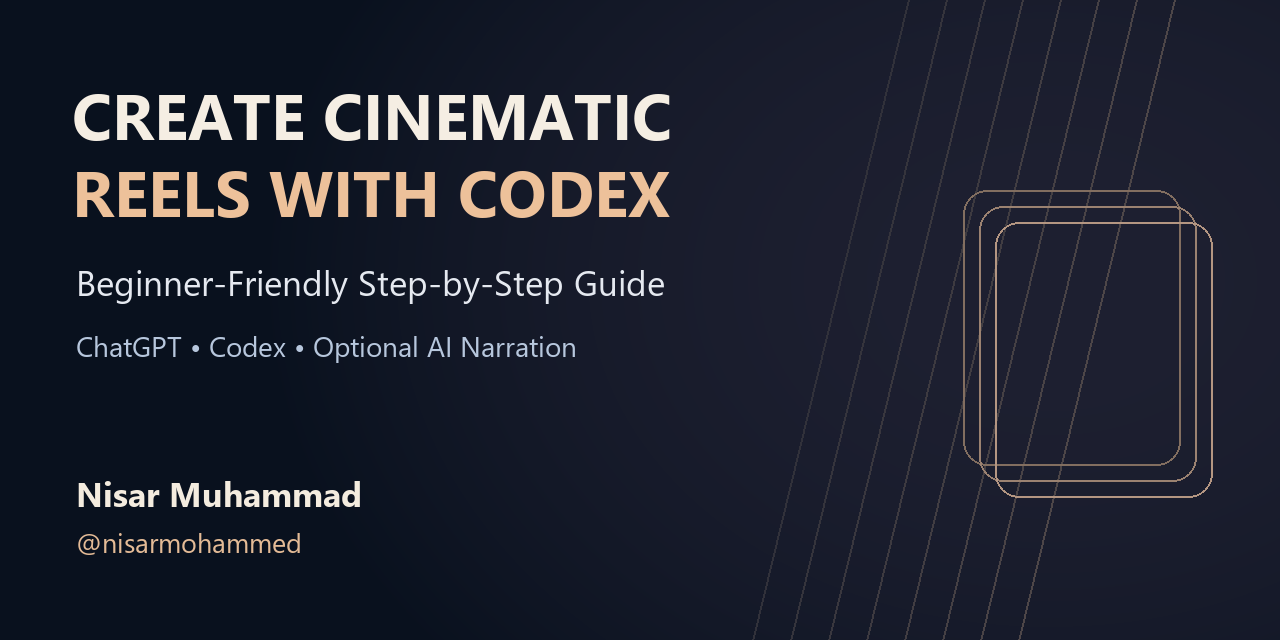 CREATE CINEMATIC
REELS WITH CODEX
Beginner-Friendly Step-by-Step Guide
ChatGPT • Codex • Optional AI Narration
Nisar Muhammad
@nisarmohammed